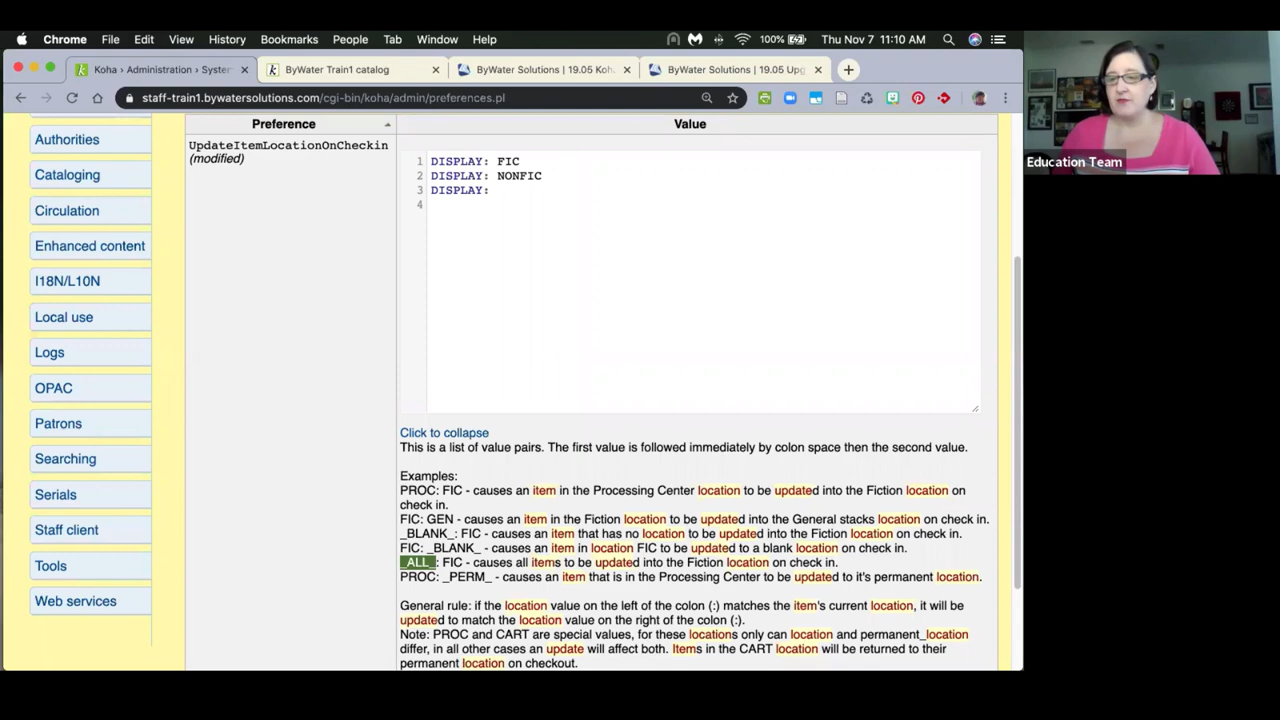 Chrome File Edit View History Bookmarks People Tab Window Help 100% Thu Nov 7 11:10 AM
Koha › Administration › System
ByWater Train1 catalog
ByWater Solutions | 19.05 Koh
ByWater Solutions | 19.05 Upg
staff-train1.bywatersolutions.com/cgi-bin/koha/admin/preferences.pl
Education Team
Authorities
Cataloging
Circulation
Enhanced content
I18N/L10N
Local use
Logs
OPAC
Patrons
Searching
Serials
Staff client
Tools
Web services
Preference Value
UpdateItemLocationOnCheckin
(modified)
1 DISPLAY: FIC
2 DISPLAY: NONFIC
3 DISPLAY:
4
Click to collapse
This is a list of value pairs. The first value is followed immediately by colon space then the second value.
Examples:
PROC: FIC - causes an item in the Processing Center location to be updated into the Fiction location on
check in.
FIC: GEN - causes an item in the Fiction location to be updated into the General stacks location on check in.
_BLANK_: FIC - causes an item that has no location to be updated into the Fiction location on check in.
FIC: _BLANK_ - causes an item in location FIC to be updated to a blank location on check in.
_ALL_: FIC - causes all items to be updated into the Fiction location on check in.
PROC: _PERM_ - causes an item that is in the Processing Center to be updated to it's permanent location.
General rule: if the location value on the left of the colon (:) matches the item's current location, it will be
updated to match the location value on the right of the colon (:).
Note: PROC and CART are special values, for these locations only can location and permanent_location
differ, in all other cases an update will affect both. Items in the CART location will be returned to their
permanent location on checkout.